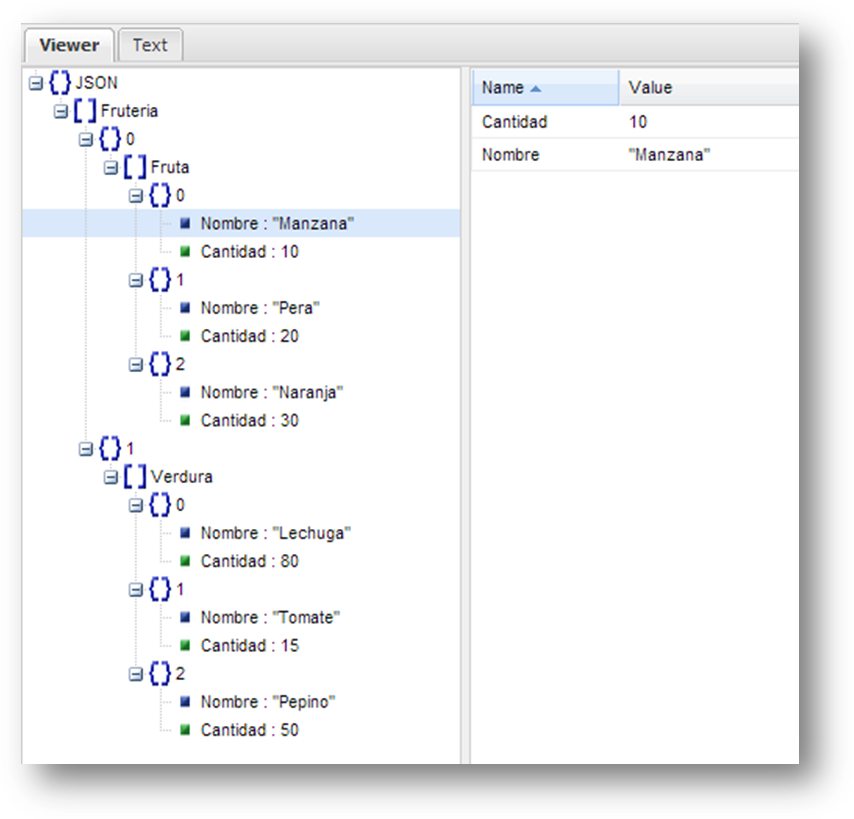 Viewer Text
JSON
Fruteria
0
Fruta
0
Nombre : "Manzana"
Cantidad : 10
1
Nombre : "Pera"
Cantidad : 20
2
Nombre : "Naranja"
Cantidad : 30
1
Verdura
0
Nombre : "Lechuga"
Cantidad : 80
1
Nombre : "Tomate"
Cantidad : 15
2
Nombre : "Pepino"
Cantidad : 50
Name Value
Cantidad 10
Nombre "Manzana"